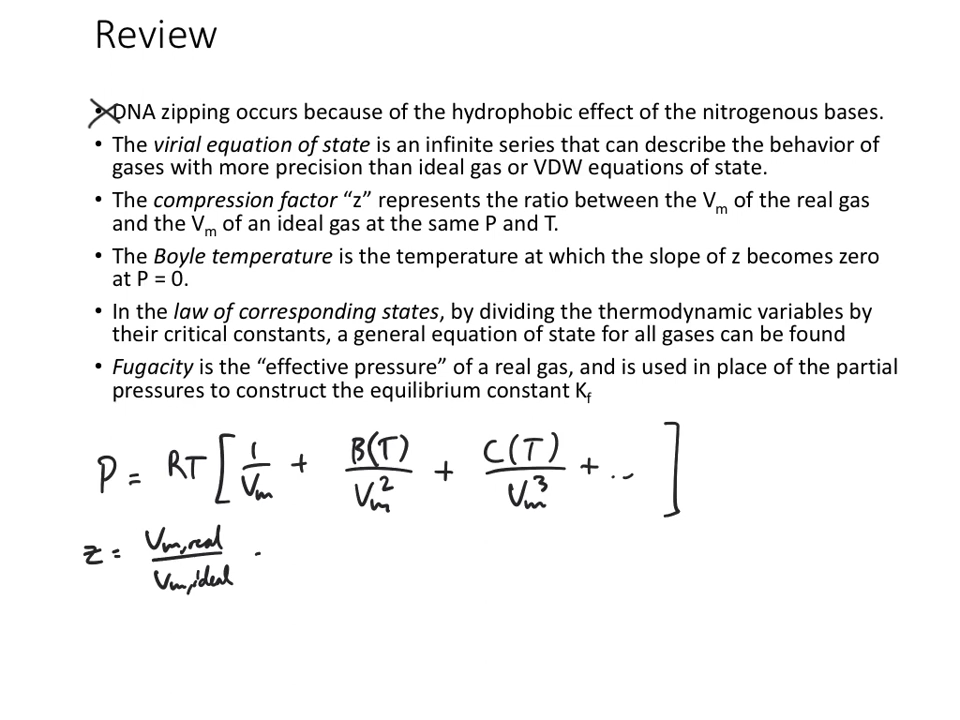 Review
• DNA zipping occurs because of the hydrophobic effect of the nitrogenous bases.
• The virial equation of state is an infinite series that can describe the behavior of
gases with more precision than ideal gas or VDW equations of state.
• The compression factor “z” represents the ratio between the Vm of the real gas
and the Vm of an ideal gas at the same P and T.
• The Boyle temperature is the temperature at which the slope of z becomes zero
at P = 0.
• In the law of corresponding states, by dividing the thermodynamic variables by
their critical constants, a general equation of state for all gases can be found
• Fugacity is the “effective pressure” of a real gas, and is used in place of the partial
pressures to construct the equilibrium constant Kf
P = RT [ 1/Vm + B(T)/Vm² + C(T)/Vm³ + ... ]
z = Vm,real / Vm,ideal